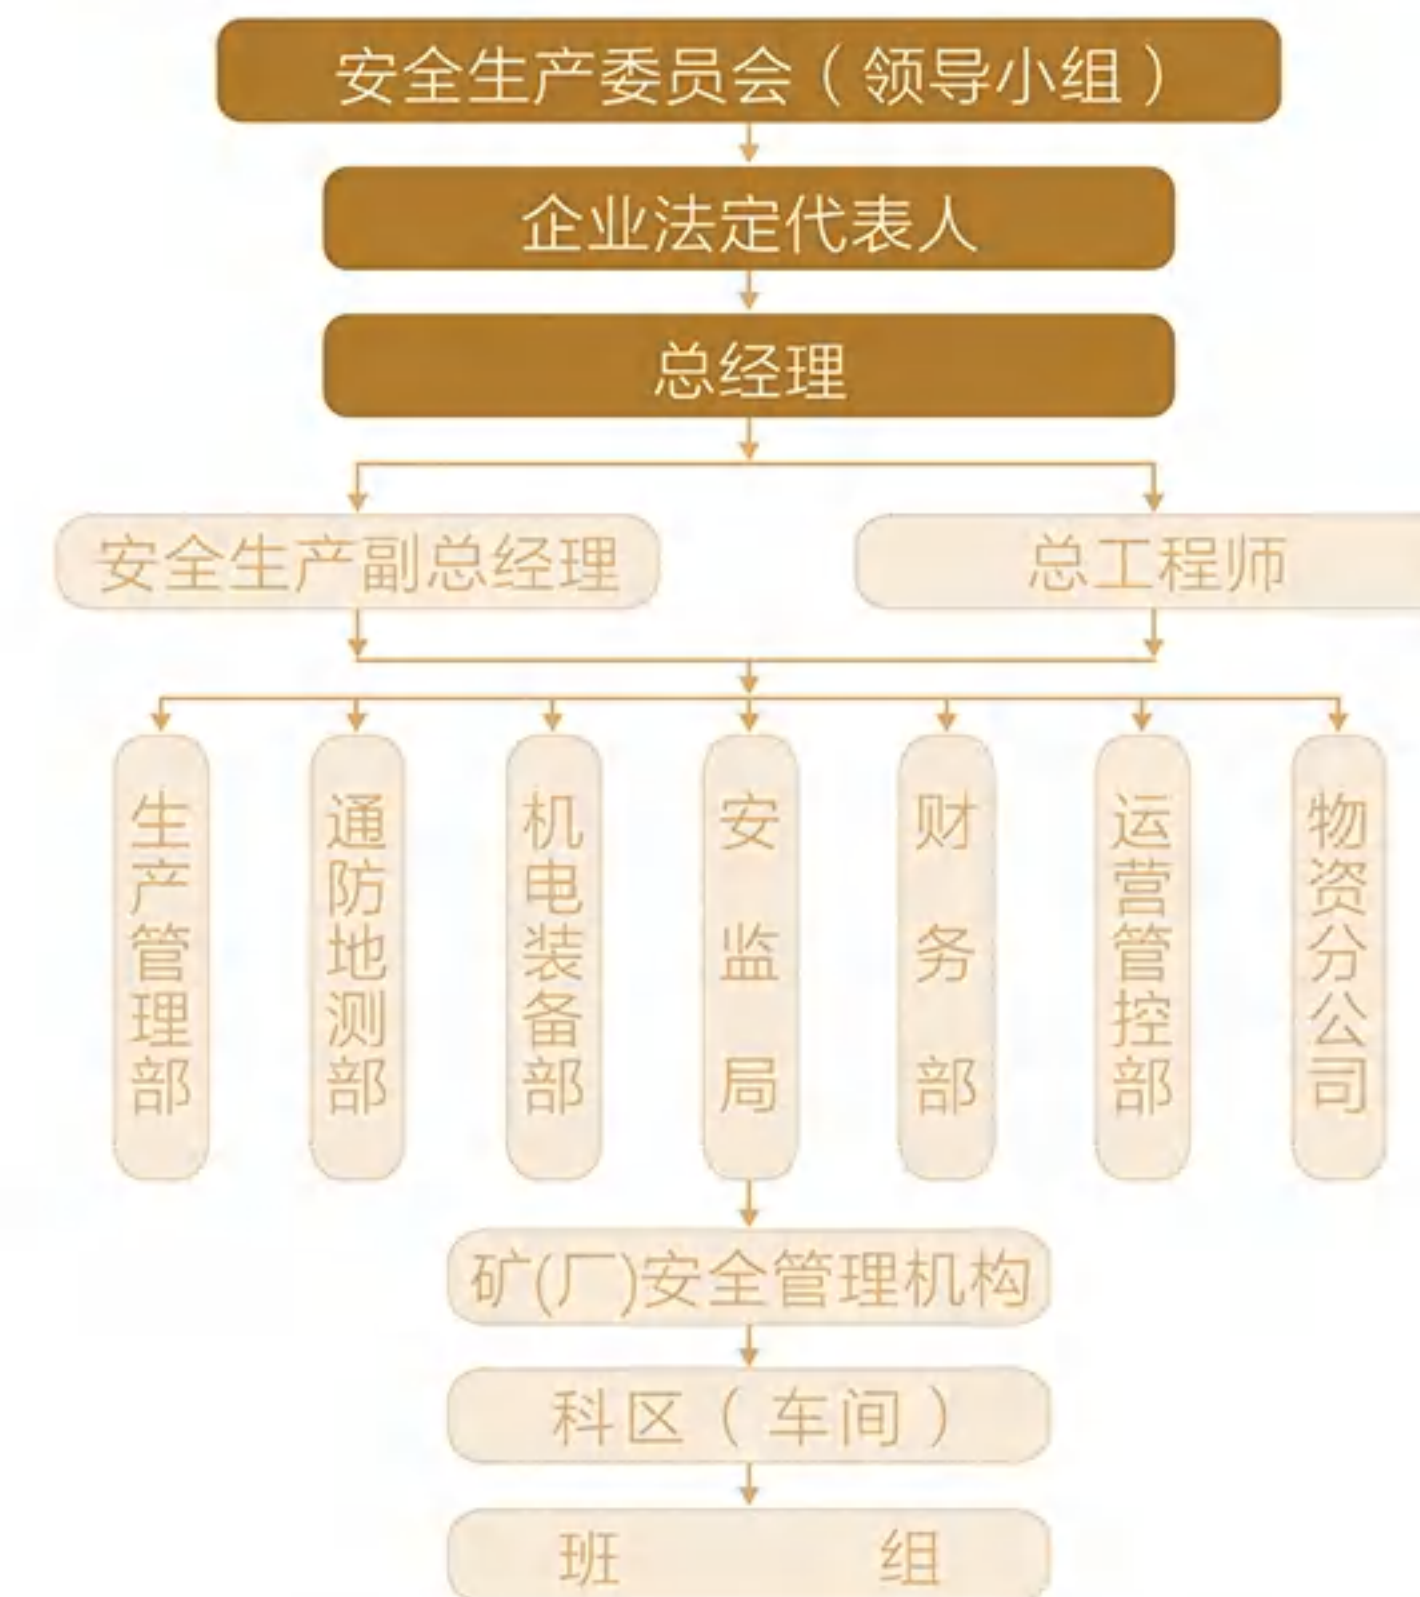 安全生产委员会（领导小组）
企业法定代表人
总经理
安全生产副总经理
总工程师
生产管理部
通防地测部
机电装备部
安监局
财务部
运营管控部
物资分公司
矿(厂)安全管理机构
科区（车间）
班 组